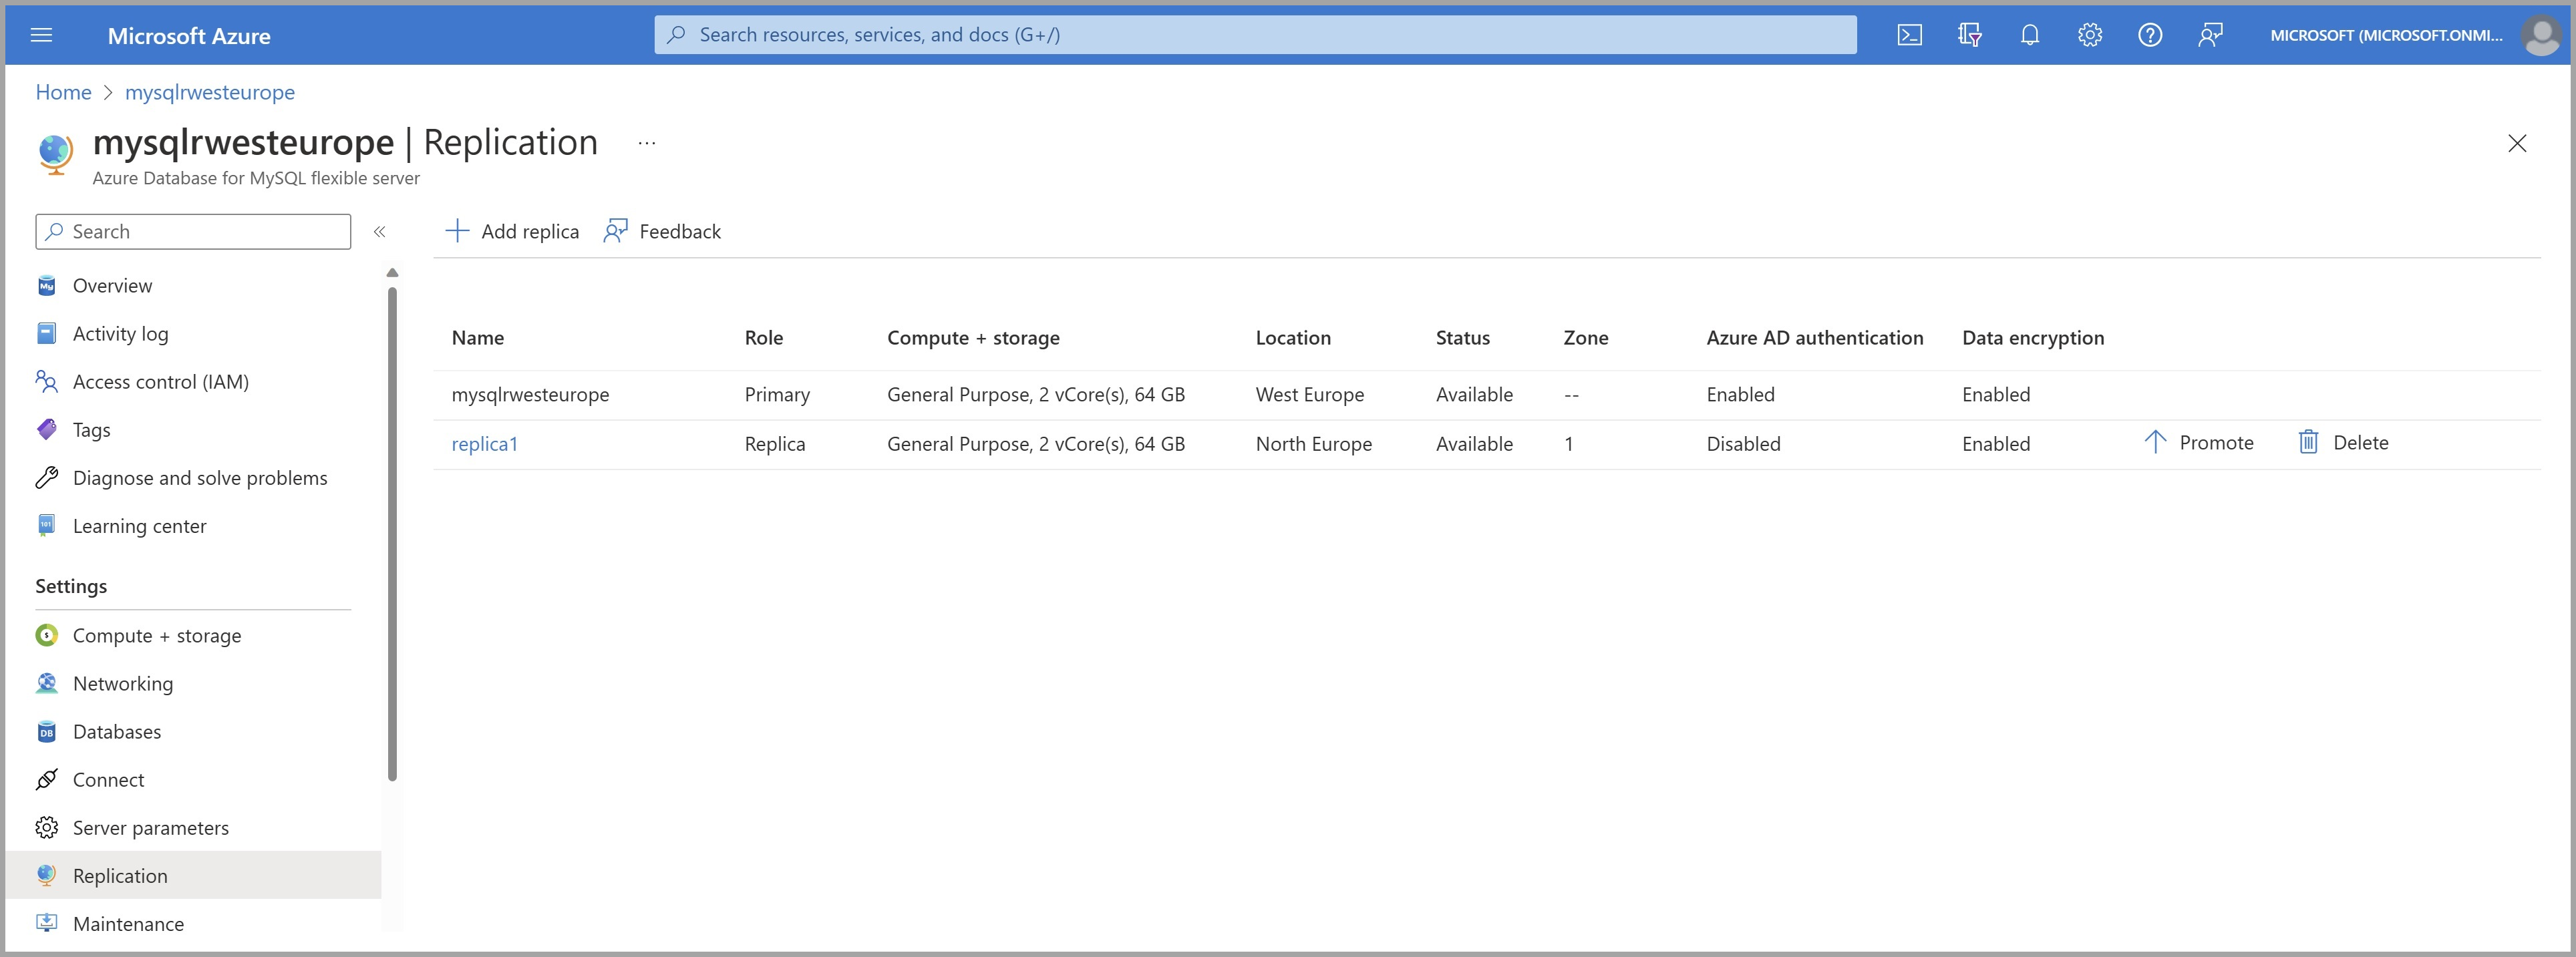 Microsoft Azure
Search resources, services, and docs (G+/)
MICROSOFT (MICROSOFT.ONMI...
Home > mysqlrwesteurope
mysqlrwesteurope | Replication ...
Azure Database for MySQL flexible server
Search
«
Add replica
Feedback
Overview
Activity log
Access control (IAM)
Tags
Diagnose and solve problems
Learning center
Settings
Compute + storage
Networking
Databases
Connect
Server parameters
Replication
Maintenance
Name Role Compute + storage Location Status Zone Azure AD authentication Data encryption
mysqlrwesteurope Primary General Purpose, 2 vCore(s), 64 GB West Europe Available -- Enabled Enabled
replica1 Replica General Purpose, 2 vCore(s), 64 GB North Europe Available 1 Disabled Enabled Promote Delete